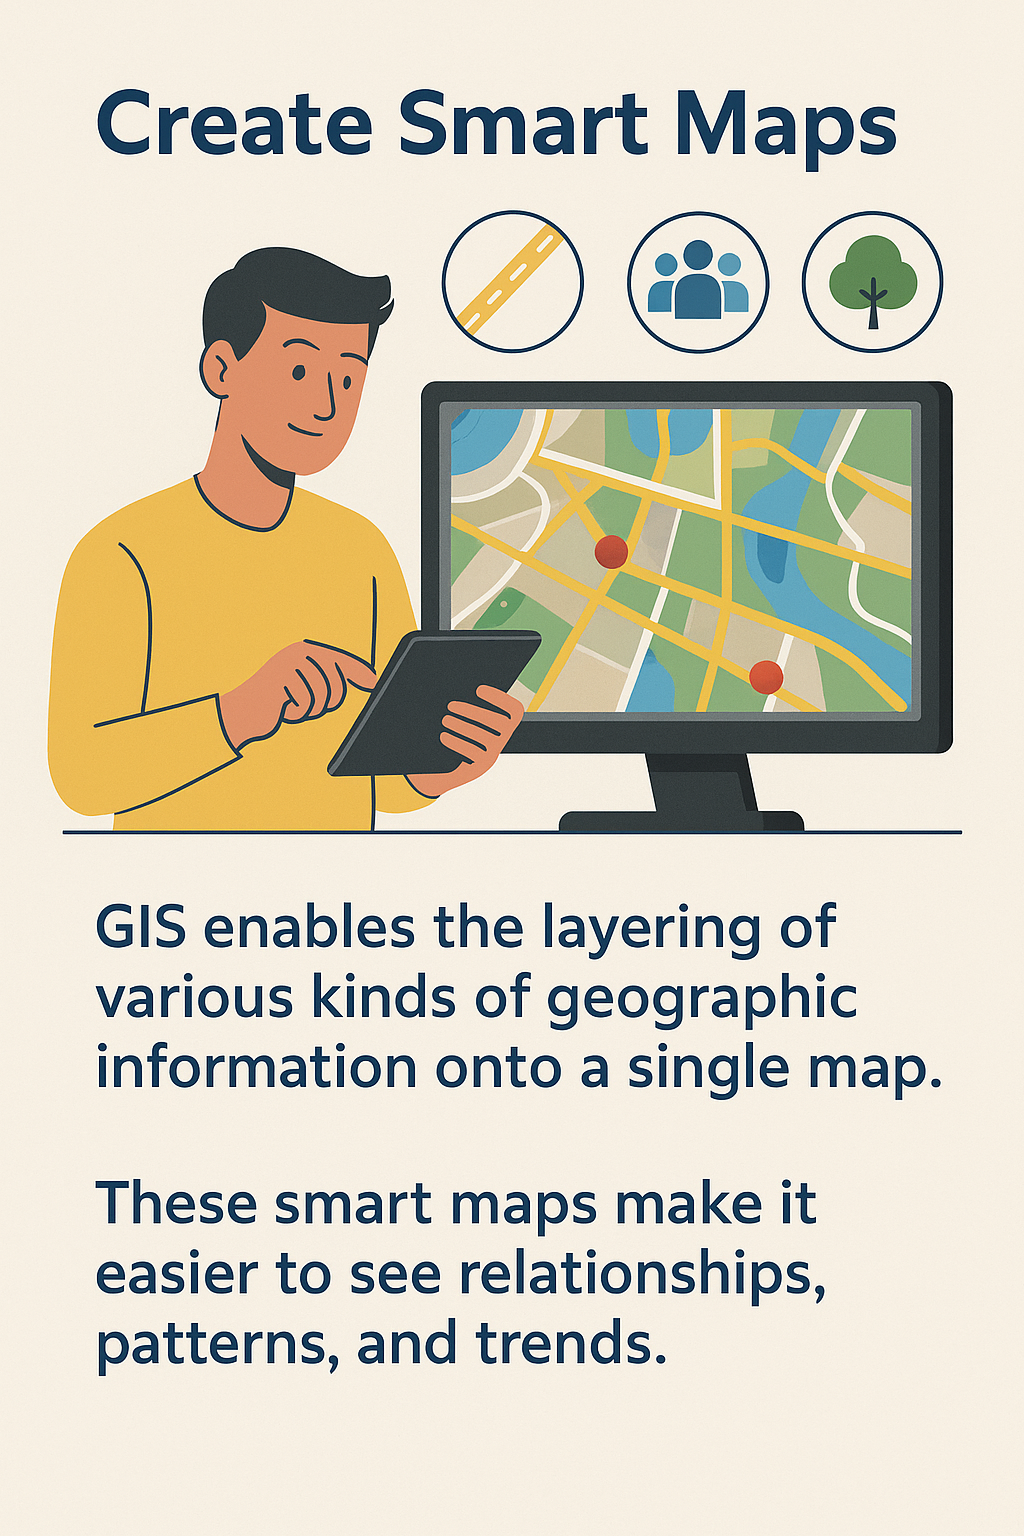 Create Smart Maps
GIS enables the layering of
various kinds of geographic
information onto a single map.
These smart maps make it
easier to see relationships,
patterns, and trends.